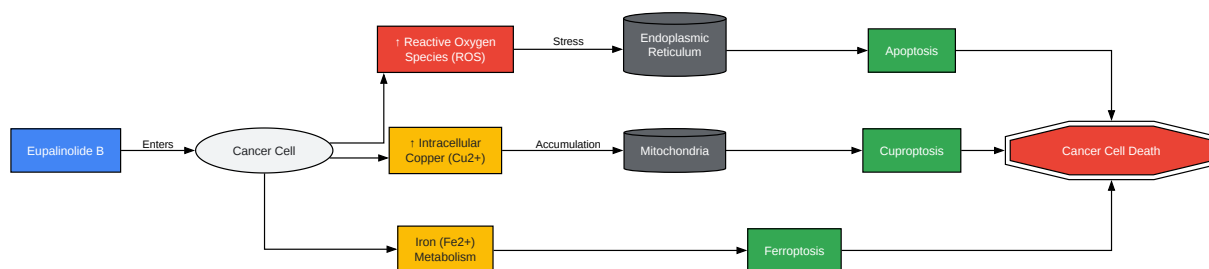 ↑ Reactive Oxygen
Species (ROS)
Stress
Endoplasmic
Reticulum
Apoptosis
Eupalinolide B
Enters
Cancer Cell
↑ Intracellular
Copper (Cu2+)
Accumulation
Mitochondria
Cuproptosis
Cancer Cell Death
Iron (Fe2+)
Metabolism
Ferroptosis